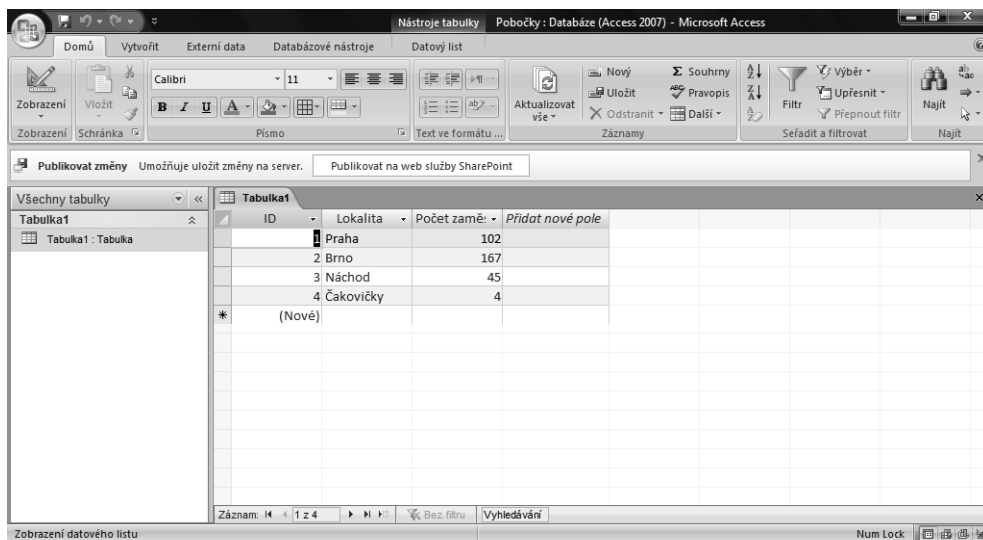 Nástroje tabulky Pobočky : Databáze (Access 2007) - Microsoft Access
Domů Vytvořit Externí data Databázové nástroje Datový list
Zobrazení
Vložit
Calibri 11
B I U A
Aktualizovat vše
Nový
Uložit
Odstranit
Souhrny
Pravopis
Další
Filtr
Výběr
Upřesnit
Přepnout filtr
Najít
Zobrazení Schránka Písmo Text ve formátu ... Záznamy Seřadit a filtrovat Najít
Publikovat změny Umožňuje uložit změny na server. Publikovat na web služby SharePoint
Všechny tabulky
Tabulka1
Tabulka1 : Tabulka
Tabulka1
ID Lokalita Počet zamě: Přidat nové pole
1 Praha 102
2 Brno 167
3 Náchod 45
4 Čakovičky 4
(Nové)
Záznam: 1 z 4 Bez filtru Vyhledávání
Zobrazení datového listu Num Lock